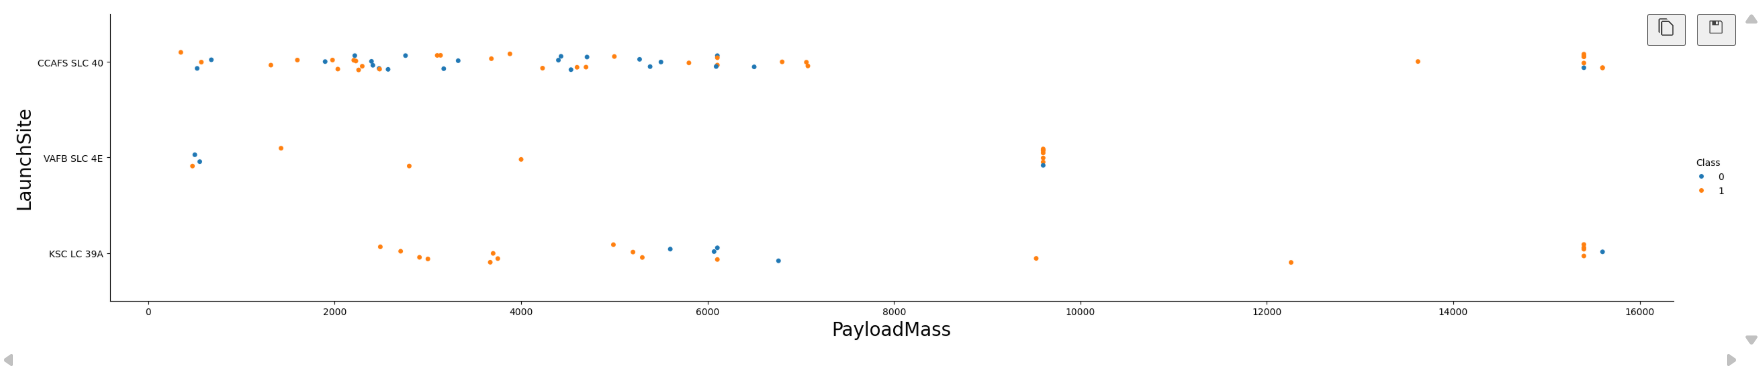 CCAFS SLC 40
VAFB SLC 4E
KSC LC 39A
LaunchSite
0 2000 4000 6000 8000 10000 12000 14000 16000
PayloadMass
Class
0
1